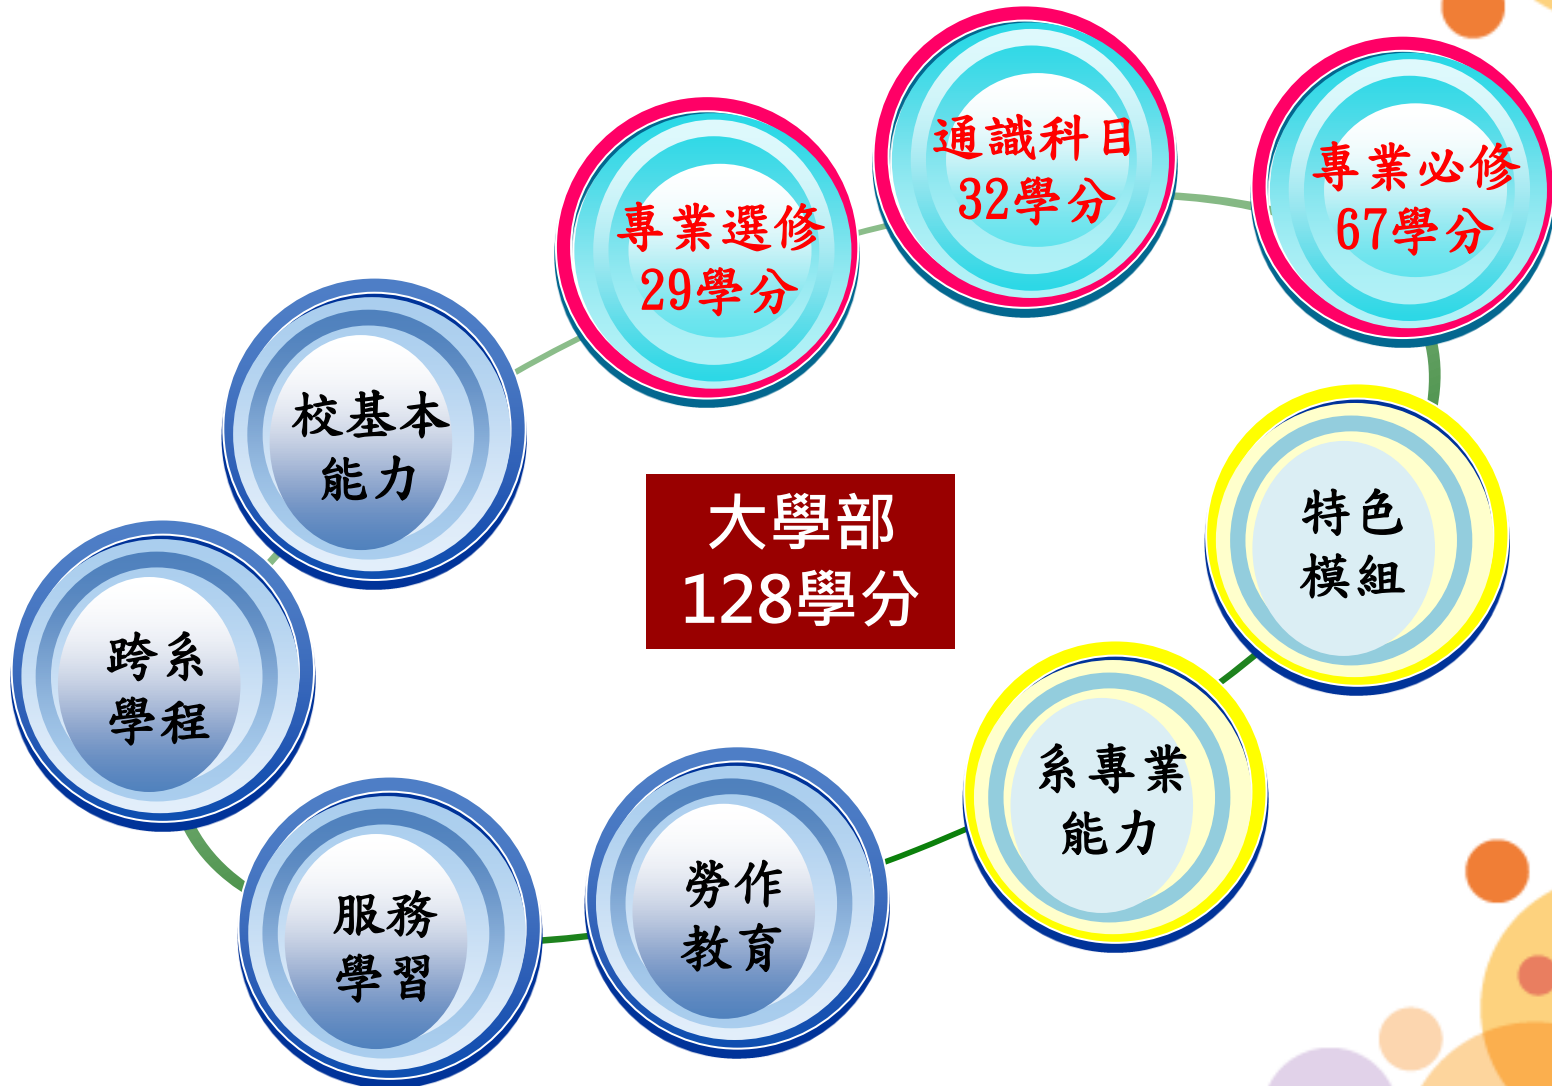 通識科目
32學分
專業必修
67學分
專業選修
29學分
校基本
能力
大學部
128學分
特色
模組
跨系
學程
系專業
能力
勞作
教育
服務
學習